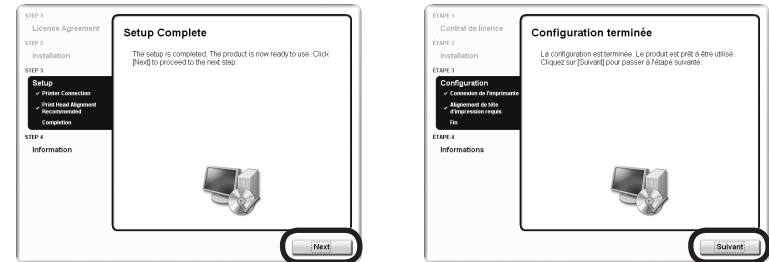 STEP 1
License Agreement
STEP 2
Installation
STEP 3
Setup
✓ Printer Connection
✓ Print Head Alignment
Recommended
Completion
STEP 4
Information
Setup Complete
The setup is completed. The product is now ready to use. Click
[Next] to proceed to the next step.
Next
ÉTAPE 1
Contrat de licence
ÉTAPE 2
Installation
ÉTAPE 3
Configuration
✓ Connexion de l'imprimante
✓ Alignement de tête
d'impression requis
Fin
ÉTAPE 4
Informations
Configuration terminée
La configuration est terminée. Le produit est prêt à être utilisé.
Cliquez sur [Suivant] pour passer à l'étape suivante.
Suivant